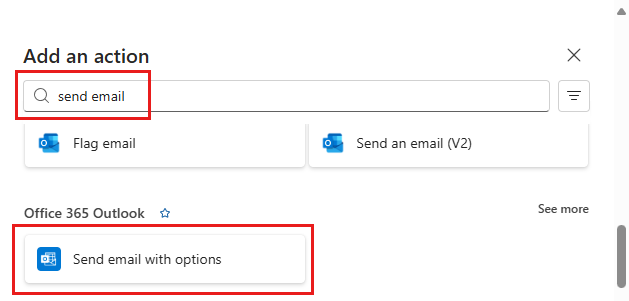 Add an action
send email
Flag email
Send an email (V2)
Office 365 Outlook
See more
Send email with options